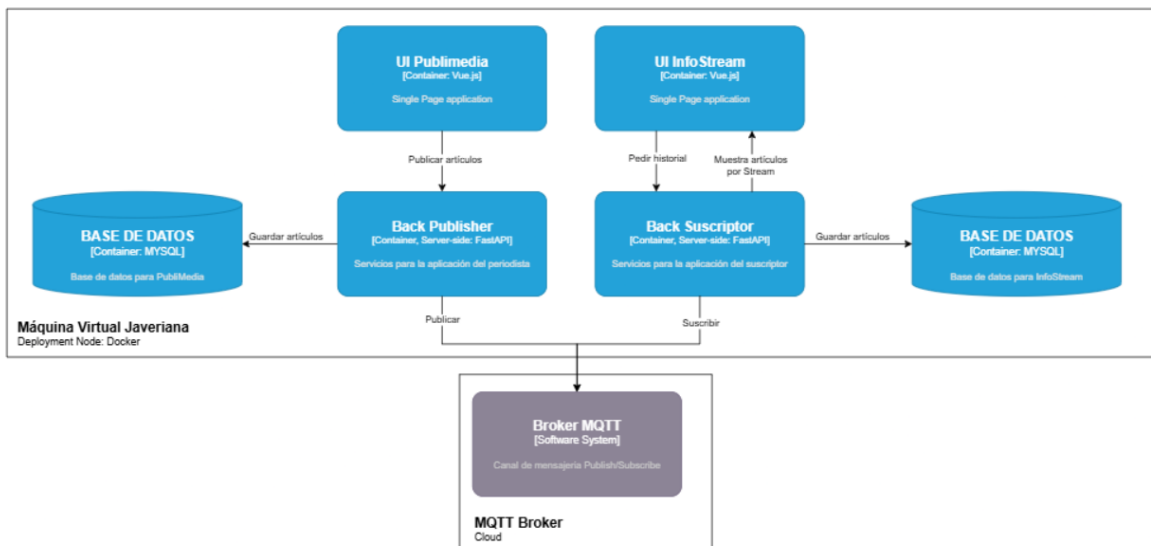 UI Publimedia
[Container: Vue.js]
Single Page application
UI InfoStream
[Container: Vue.js]
Single Page application
Publicar artículos
Pedir historial
Muestra artículos
por Stream
BASE DE DATOS
[Container: MYSQL]
Base de datos para PubliMedia
Guardar artículos
Back Publisher
[Container, Server-side: FastAPI]
Servicios para la aplicación del periodista
Back Suscriptor
[Container, Server-side: FastAPI]
Servicios para la aplicación del suscriptor
Guardar artículos
BASE DE DATOS
[Container: MYSQL]
Base de datos para InfoStream
Publicar
Suscribir
Máquina Virtual Javeriana
Deployment Node: Docker
Broker MQTT
[Software System]
Canal de mensajeria Publish/Subscribe
MQTT Broker
Cloud